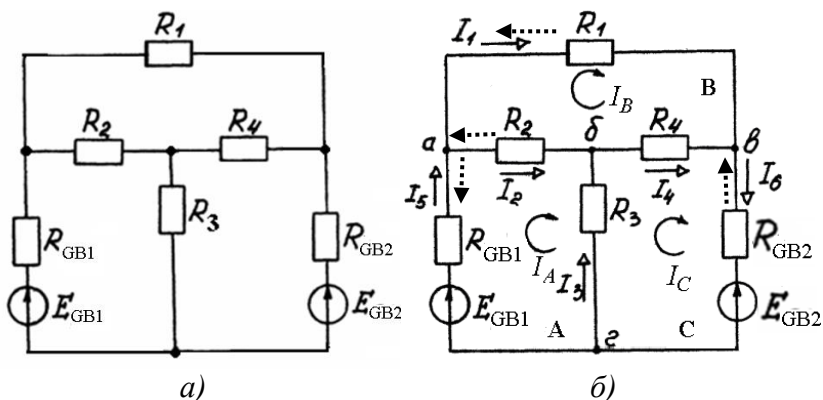 R1
R2
R4
R3
RGB1
RGB2
EGB1
EGB2
а)
I1
R1
IB
B
а
R2
б
R4
в
I5
I2
I4
I6
R3
RGB1
IA
I3
IC
RGB2
EGB1
EGB2
A
г
C
б)